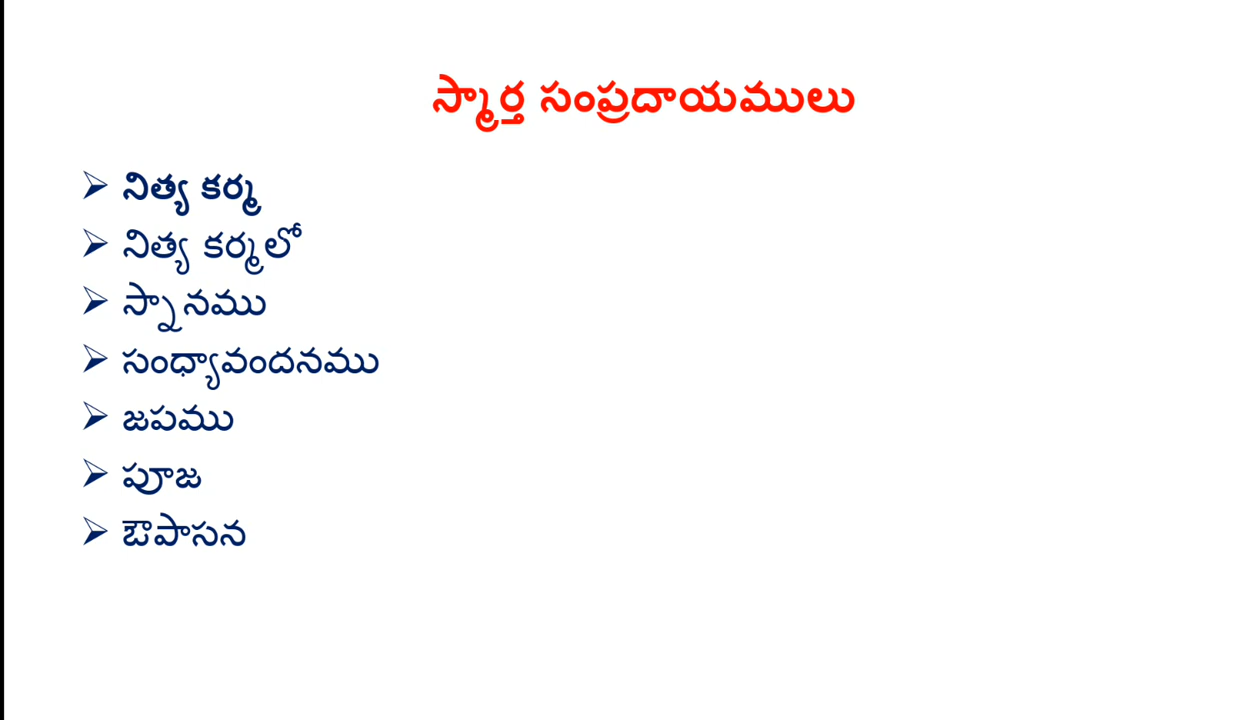 స్మార్త సంప్రదాయములు
➢ నిత్య కర్మ
➢ నిత్య కర్మలో
➢ స్నానము
➢ సంధ్యావందనము
➢ జపము
➢ పూజ
➢ ఔపాసన